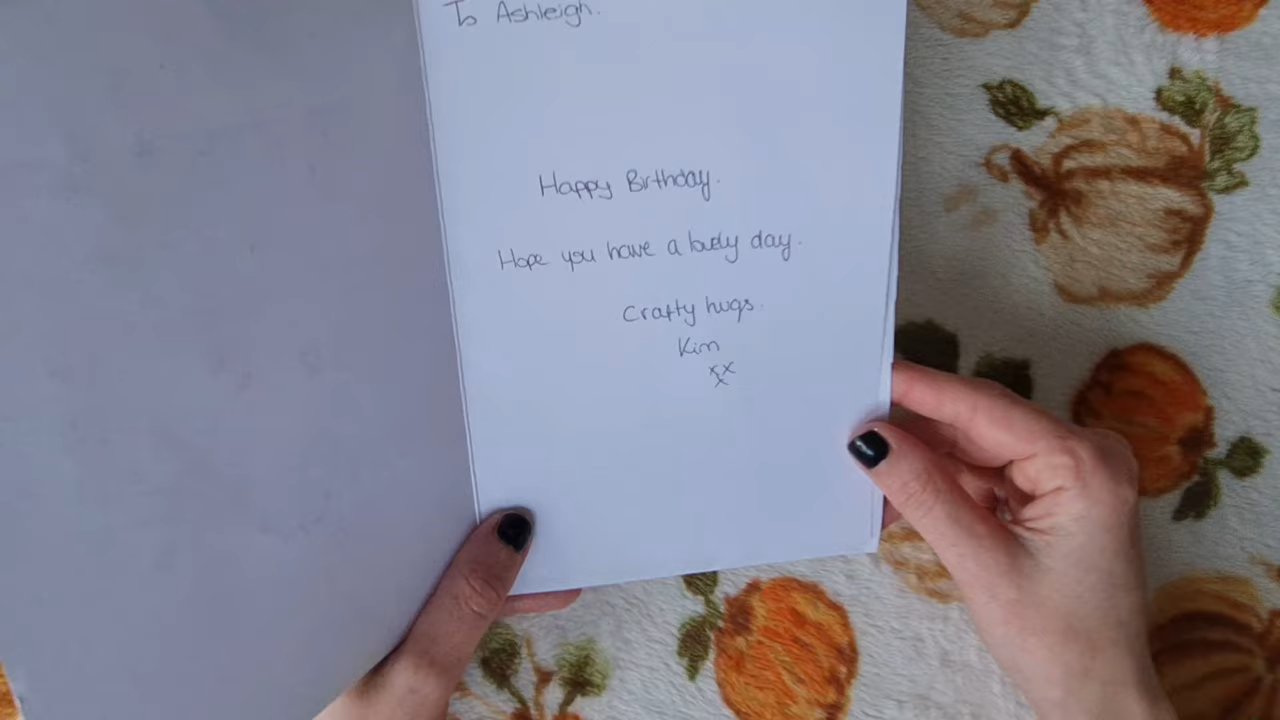 To Ashleigh.
Happy Birthday.
Hope you have a lovely day.
Crafty hugs.
Kim
xx
x